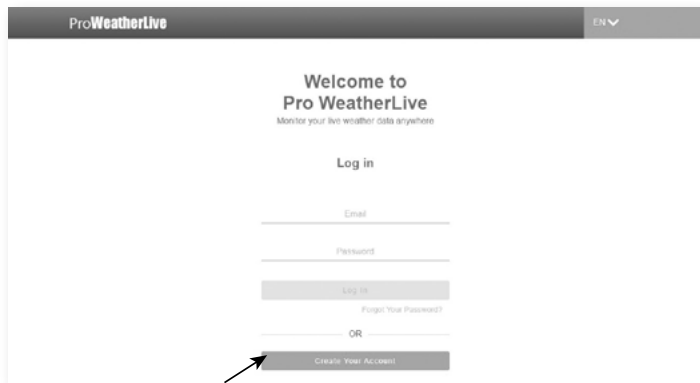 ProWeatherLive
EN
Welcome to
Pro WeatherLive
Monitor your live weather data anywhere
Log in
Email
Password
Log in
Forgot Your Password?
OR
Create Your Account